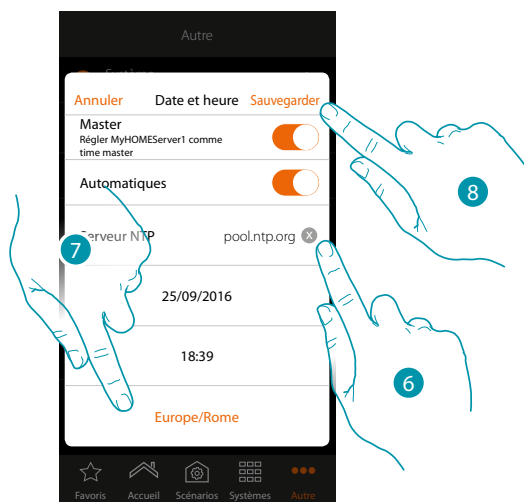 Autre
Système
Annuler Date et heure Sauvegarder
Master
Régler MyHOMEServer1 comme
time master
Automatiques
Serveur NTP pool.ntp.org X
25/09/2016
18:39
Europe/Rome
Favoris Accueil Scénarios Systèmes Autre
8
7
6